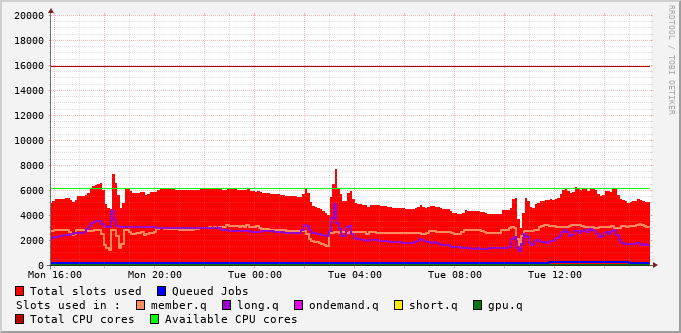 20000
18000
16000
14000
12000
10000
8000
6000
4000
2000
0
Mon 16:00 Mon 20:00 Tue 00:00 Tue 04:00 Tue 08:00 Tue 12:00
RRDTOOL / TOBI OETIKER
Total slots used Queued Jobs
Slots used in : member.q long.q ondemand.q short.q gpu.q
Total CPU cores Available CPU cores